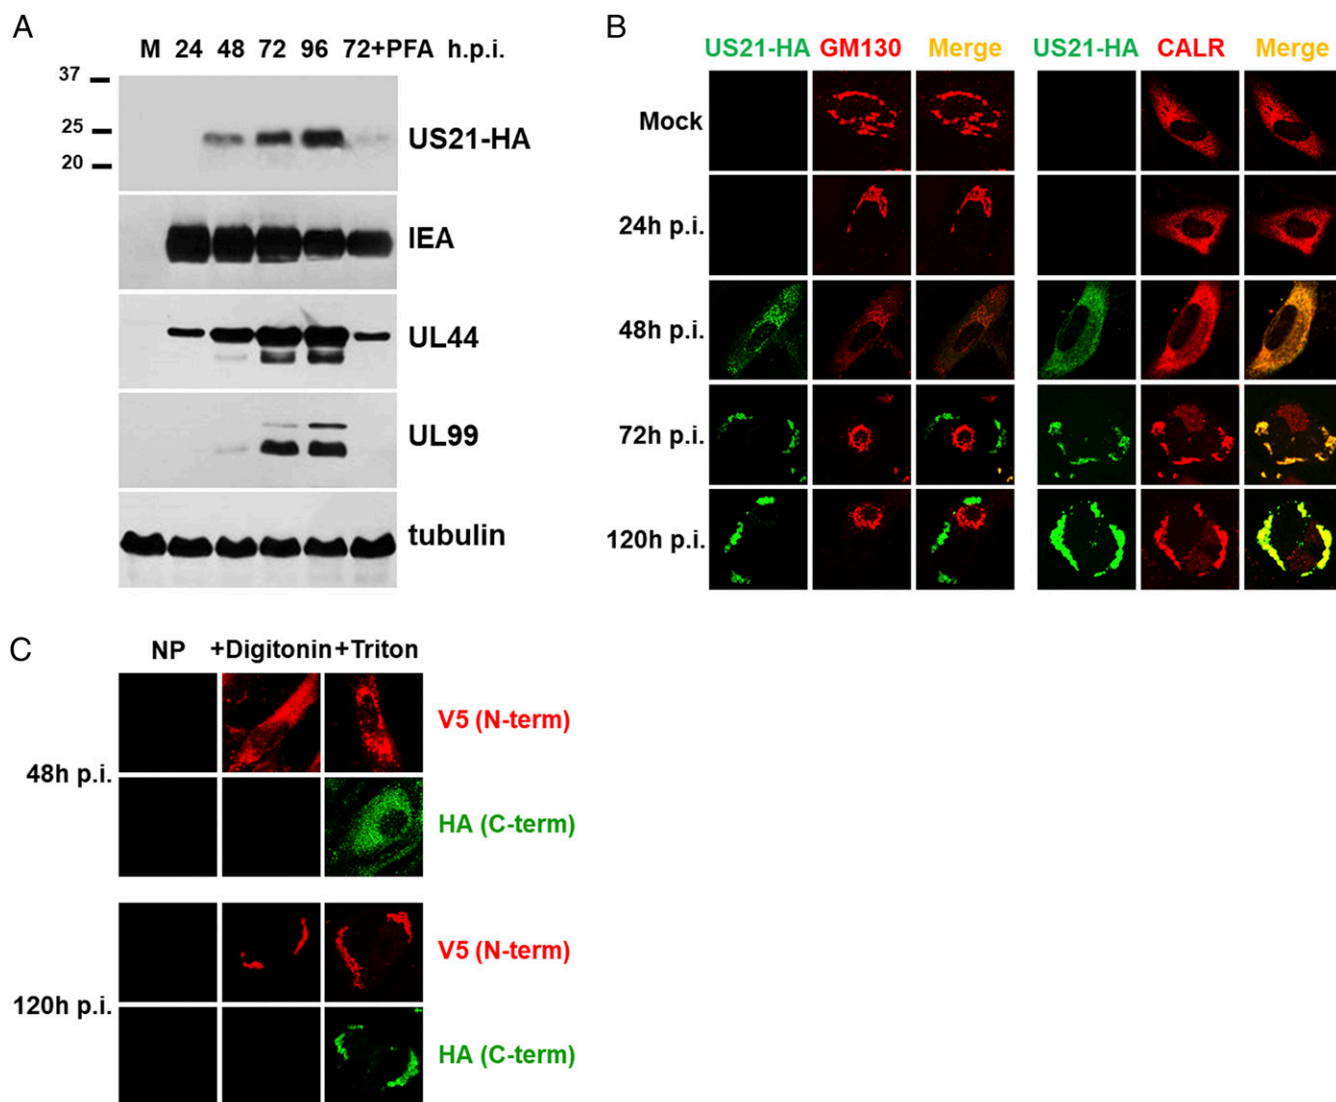 A
M 24 48 72 96 72+PFA h.p.i.
37
25
20
US21-HA
IEA
UL44
UL99
tubulin
B
US21-HA GM130 Merge US21-HA CALR Merge
Mock
24h p.i.
48h p.i.
72h p.i.
120h p.i.
C
NP +Digitonin +Triton
48h p.i.
V5 (N-term)
HA (C-term)
120h p.i.
V5 (N-term)
HA (C-term)